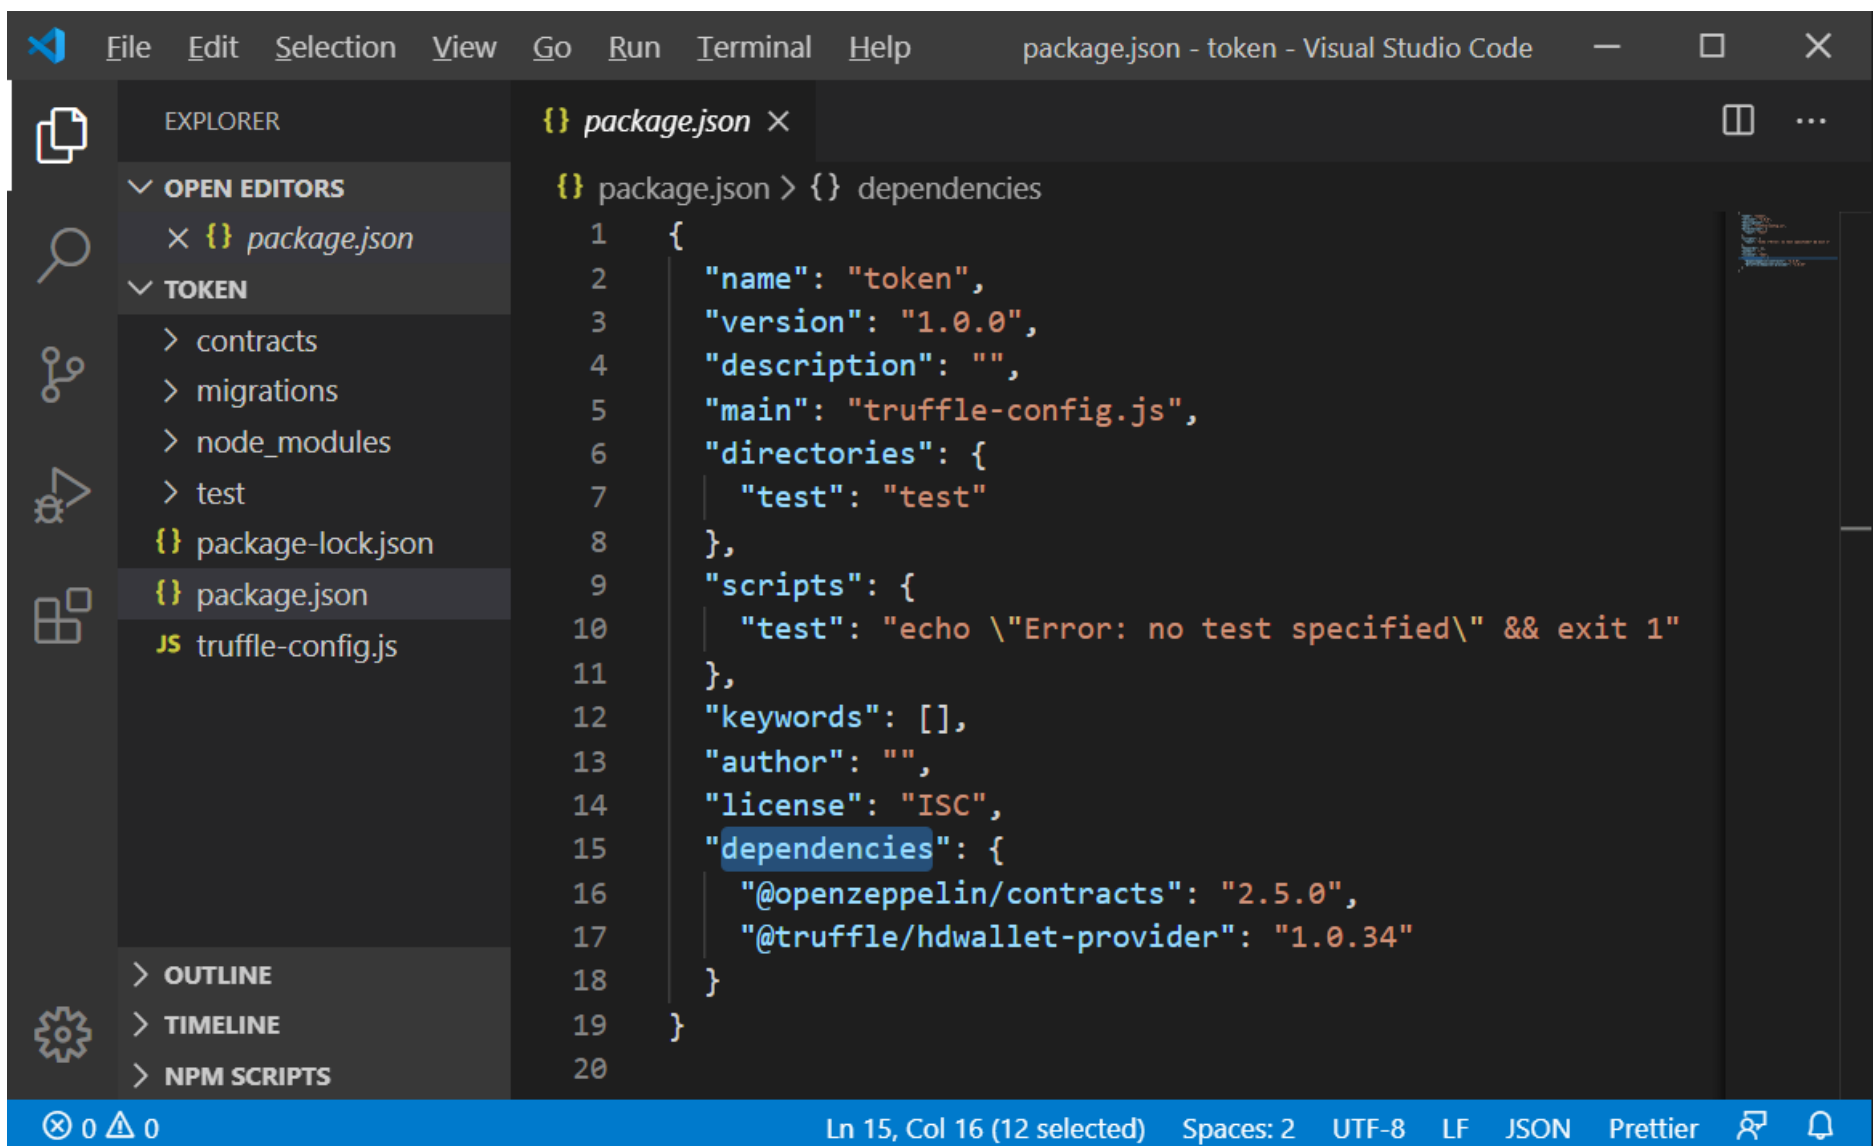 File Edit Selection View Go Run Terminal Help package.json - token - Visual Studio Code
EXPLORER
OPEN EDITORS
{} package.json
TOKEN
contracts
migrations
node_modules
test
{} package-lock.json
{} package.json
JS truffle-config.js
OUTLINE
TIMELINE
NPM SCRIPTS
{} package.json
{} package.json > {} dependencies
1 {
2 "name": "token",
3 "version": "1.0.0",
4 "description": "",
5 "main": "truffle-config.js",
6 "directories": {
7 "test": "test"
8 },
9 "scripts": {
10 "test": "echo \"Error: no test specified\" && exit 1"
11 },
12 "keywords": [],
13 "author": "",
14 "license": "ISC",
15 "dependencies": {
16 "@openzeppelin/contracts": "2.5.0",
17 "@truffle/hdwallet-provider": "1.0.34"
18 }
19 }
20
0 0 Ln 15, Col 16 (12 selected) Spaces: 2 UTF-8 LF JSON Prettier